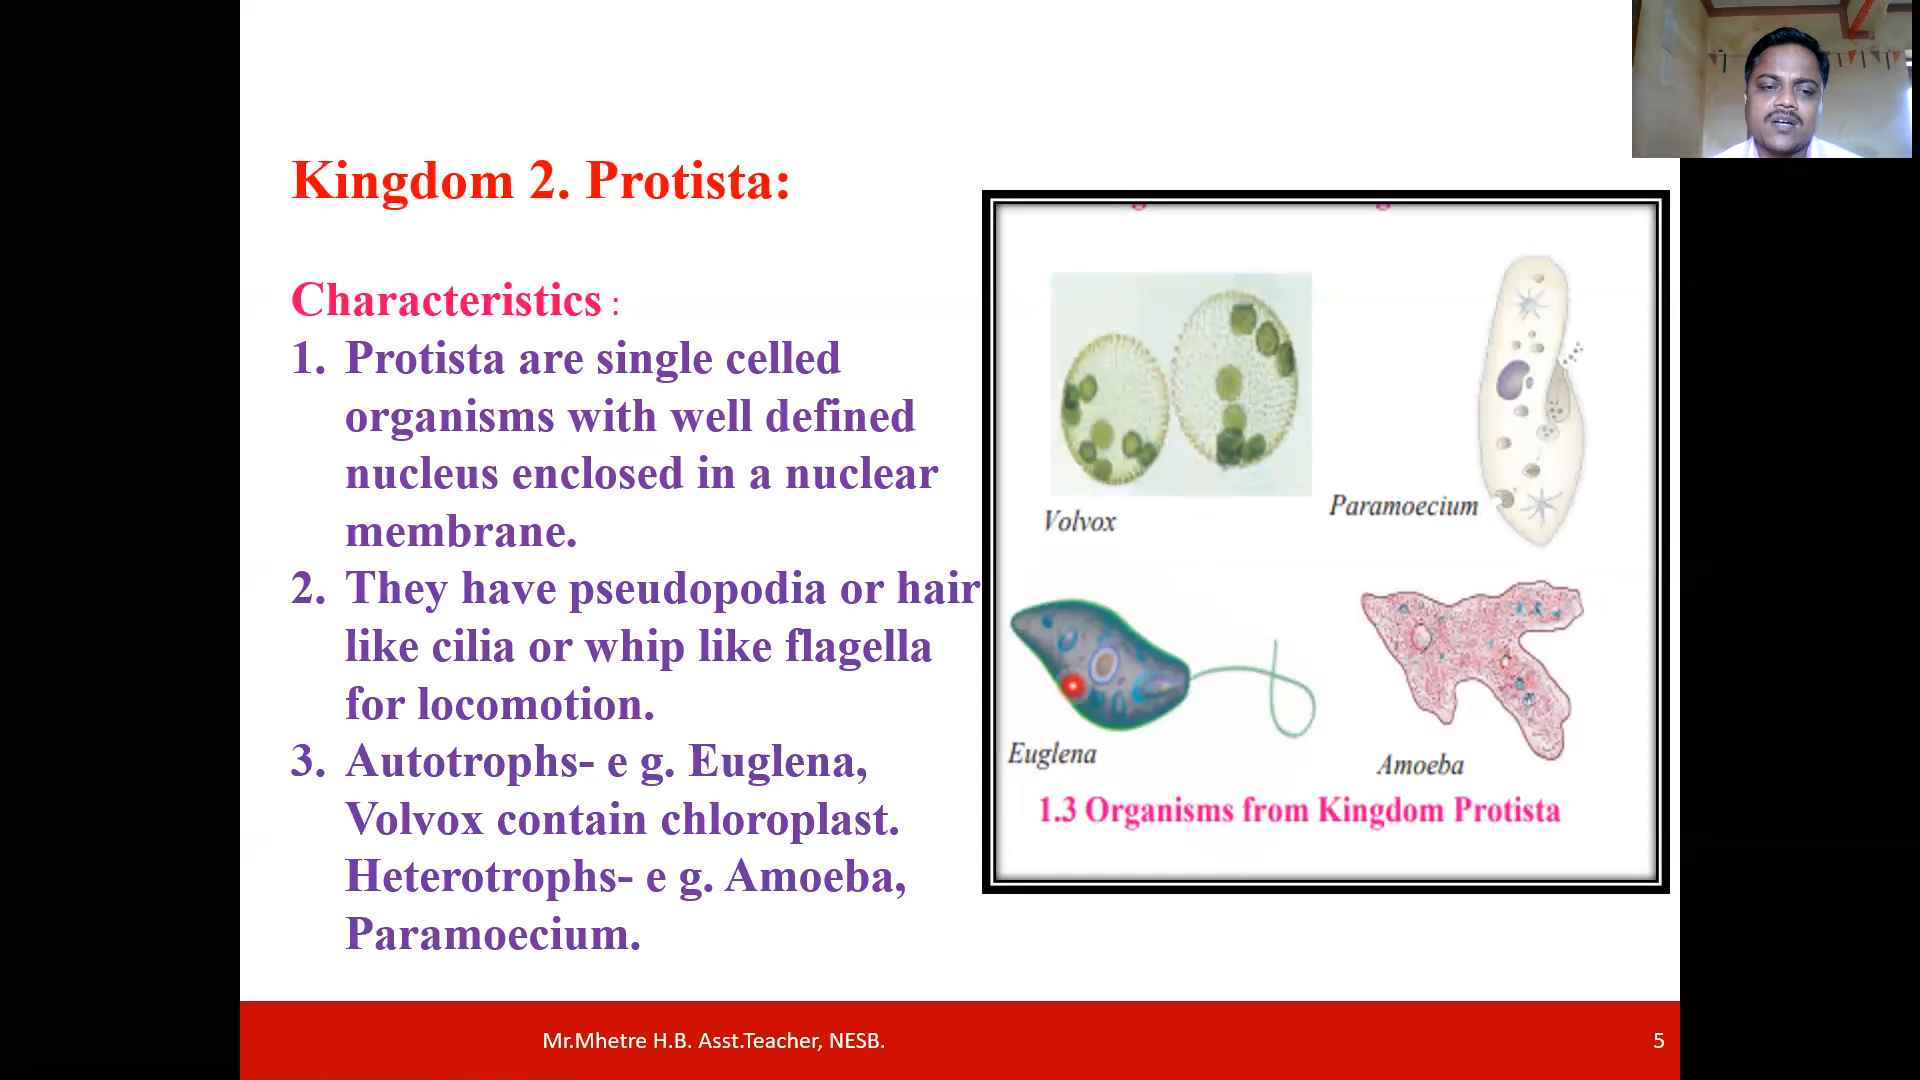 Kingdom 2. Protista:
Characteristics :
1. Protista are single celled
organisms with well defined
nucleus enclosed in a nuclear
membrane.
2. They have pseudopodia or hair
like cilia or whip like flagella
for locomotion.
3. Autotrophs- e g. Euglena,
Volvox contain chloroplast.
Heterotrophs- e g. Amoeba,
Paramoecium.
Volvox
Paramoecium
Euglena
Amoeba
1.3 Organisms from Kingdom Protista
Mr.Mhetre H.B. Asst.Teacher, NESB.
5